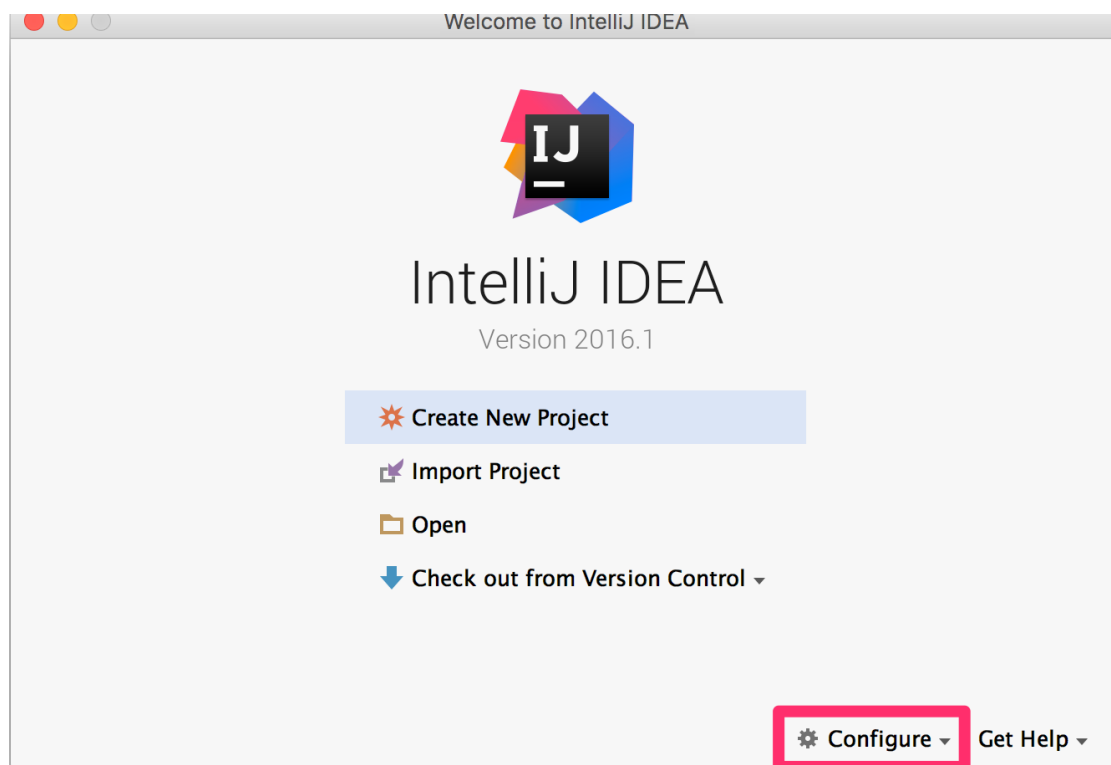 Welcome to IntelliJ IDEA
IJ
IntelliJ IDEA
Version 2016.1
Create New Project
Import Project
Open
Check out from Version Control
Configure Get Help